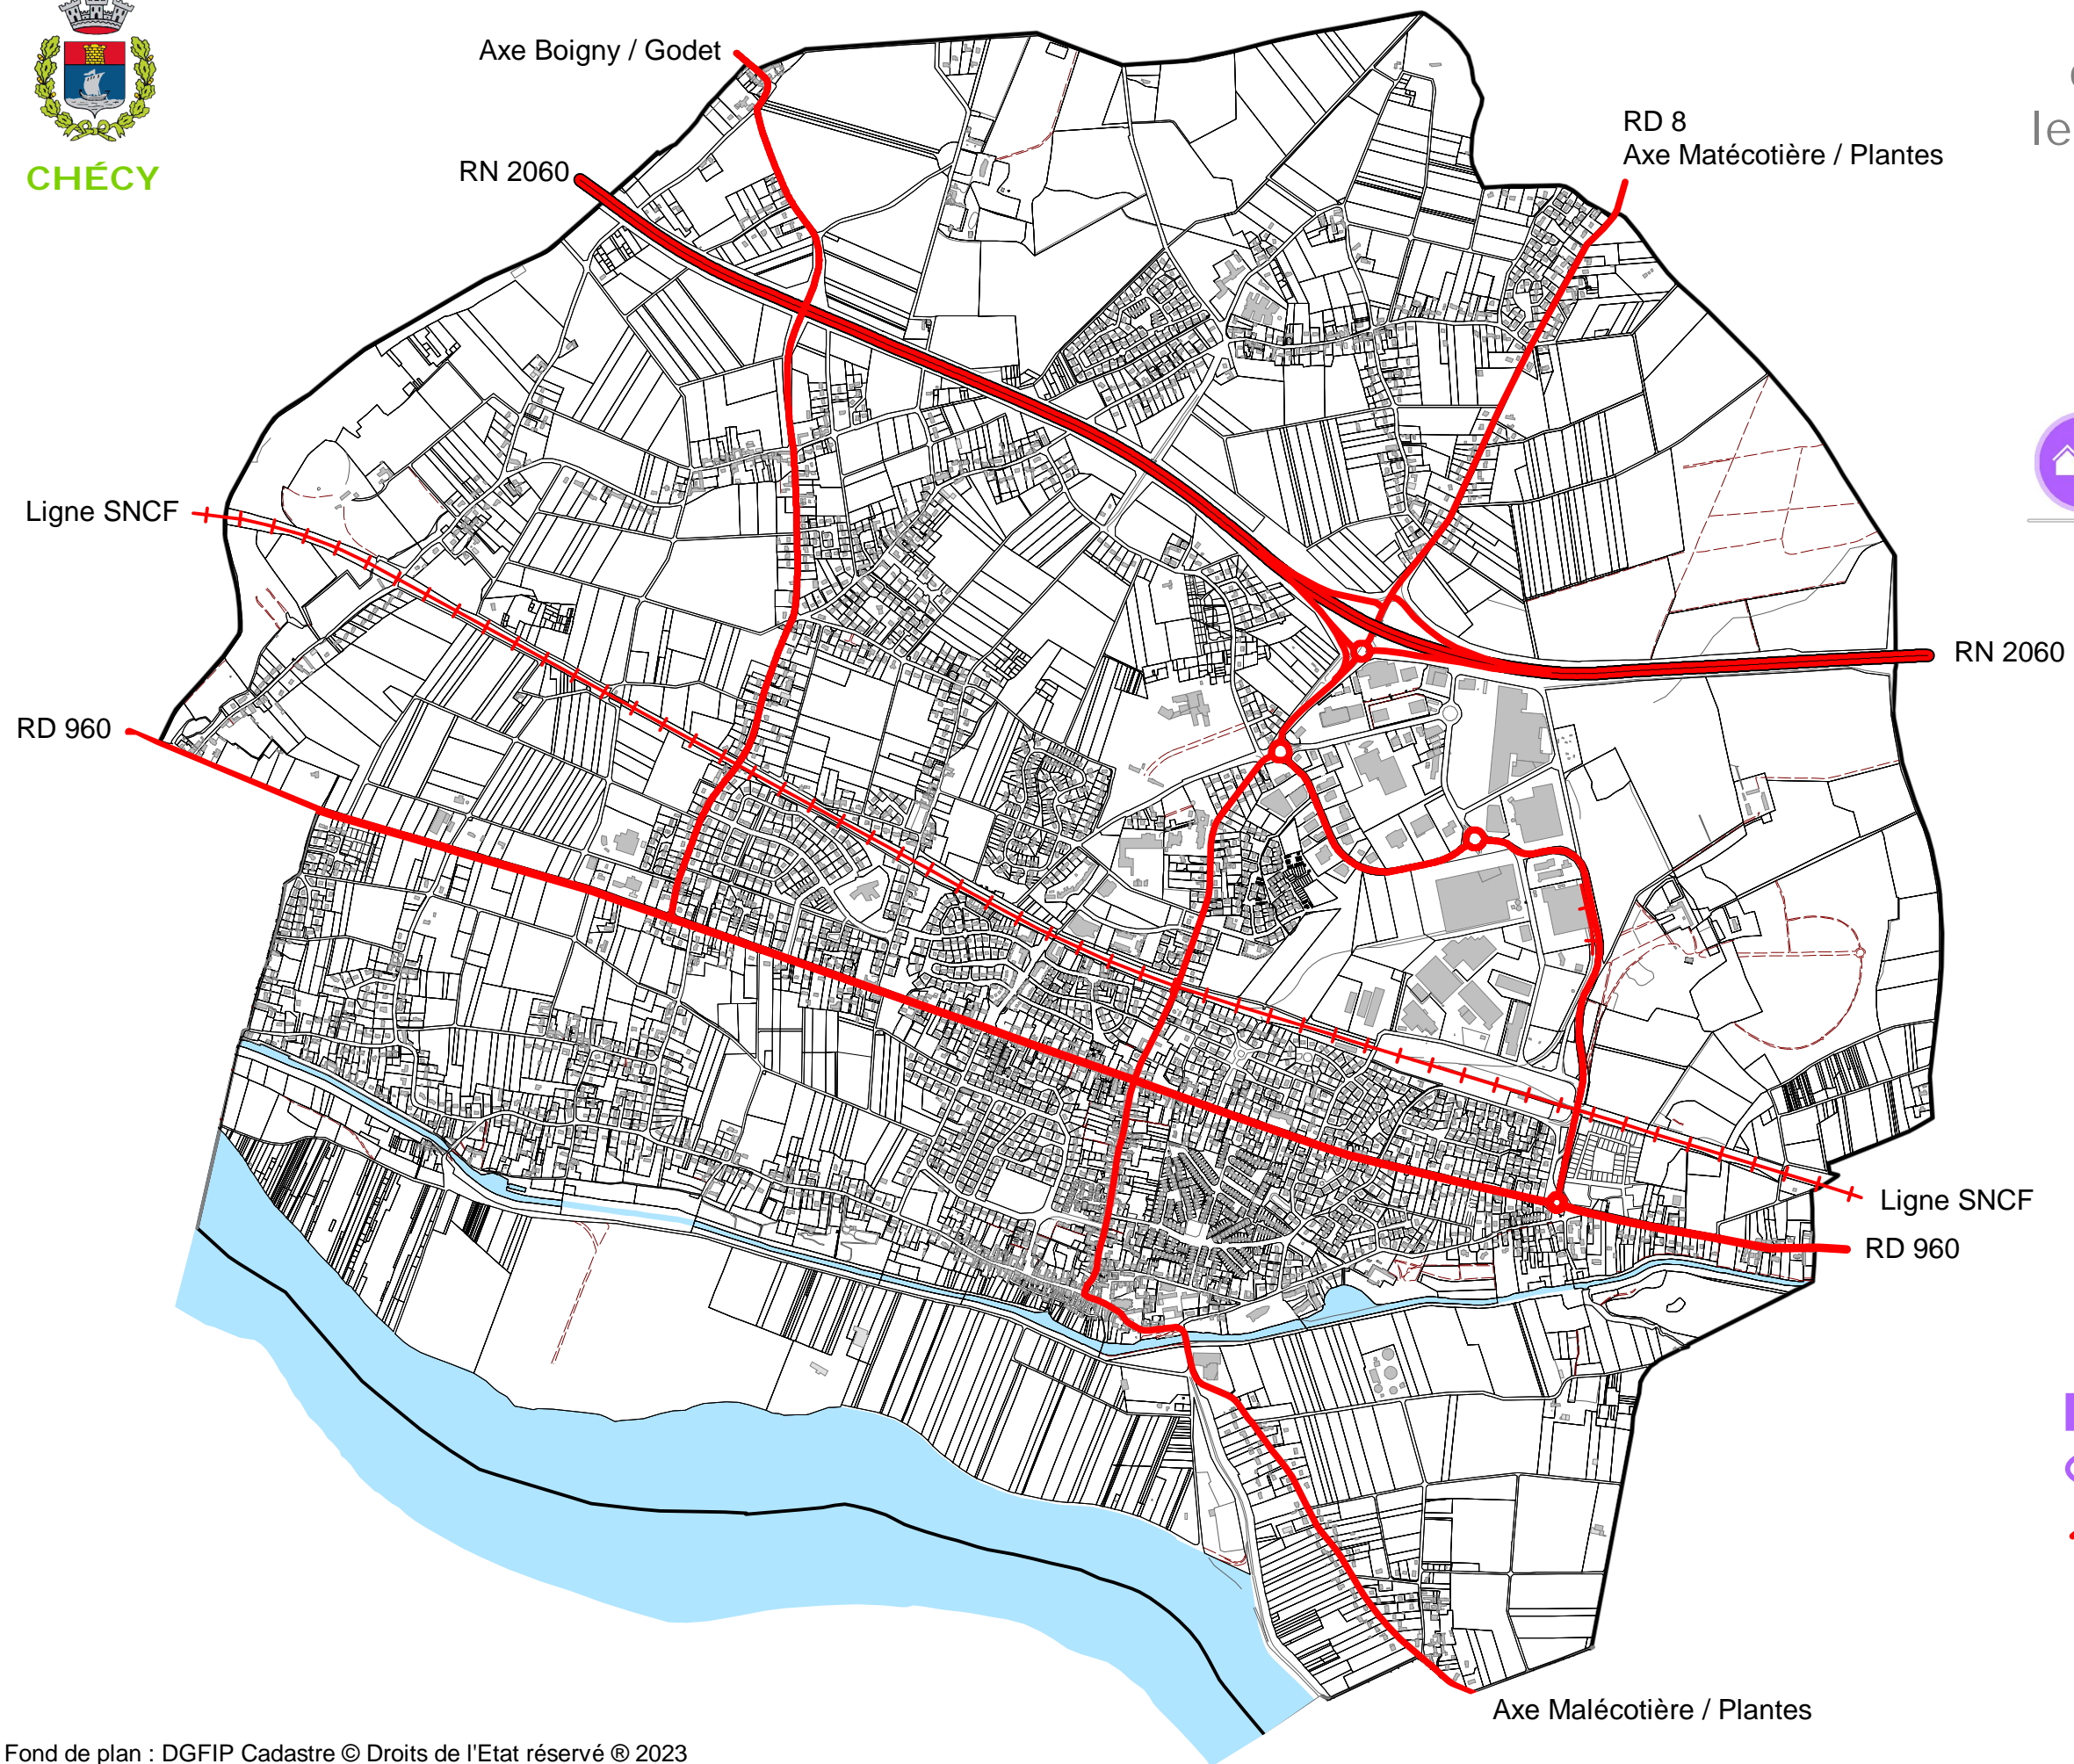 Axe Boigny / Godet
RD 8
Axe Matécotière / Plantes
le
RN 2060
CHÉCY
Ligne SNCF
RN 2060
RD 960
Ligne SNCF
RD 960
Axe Malécotière / Plantes
Fond de plan : DGFIP Cadastre © Droits de l'Etat réservé ® 2023